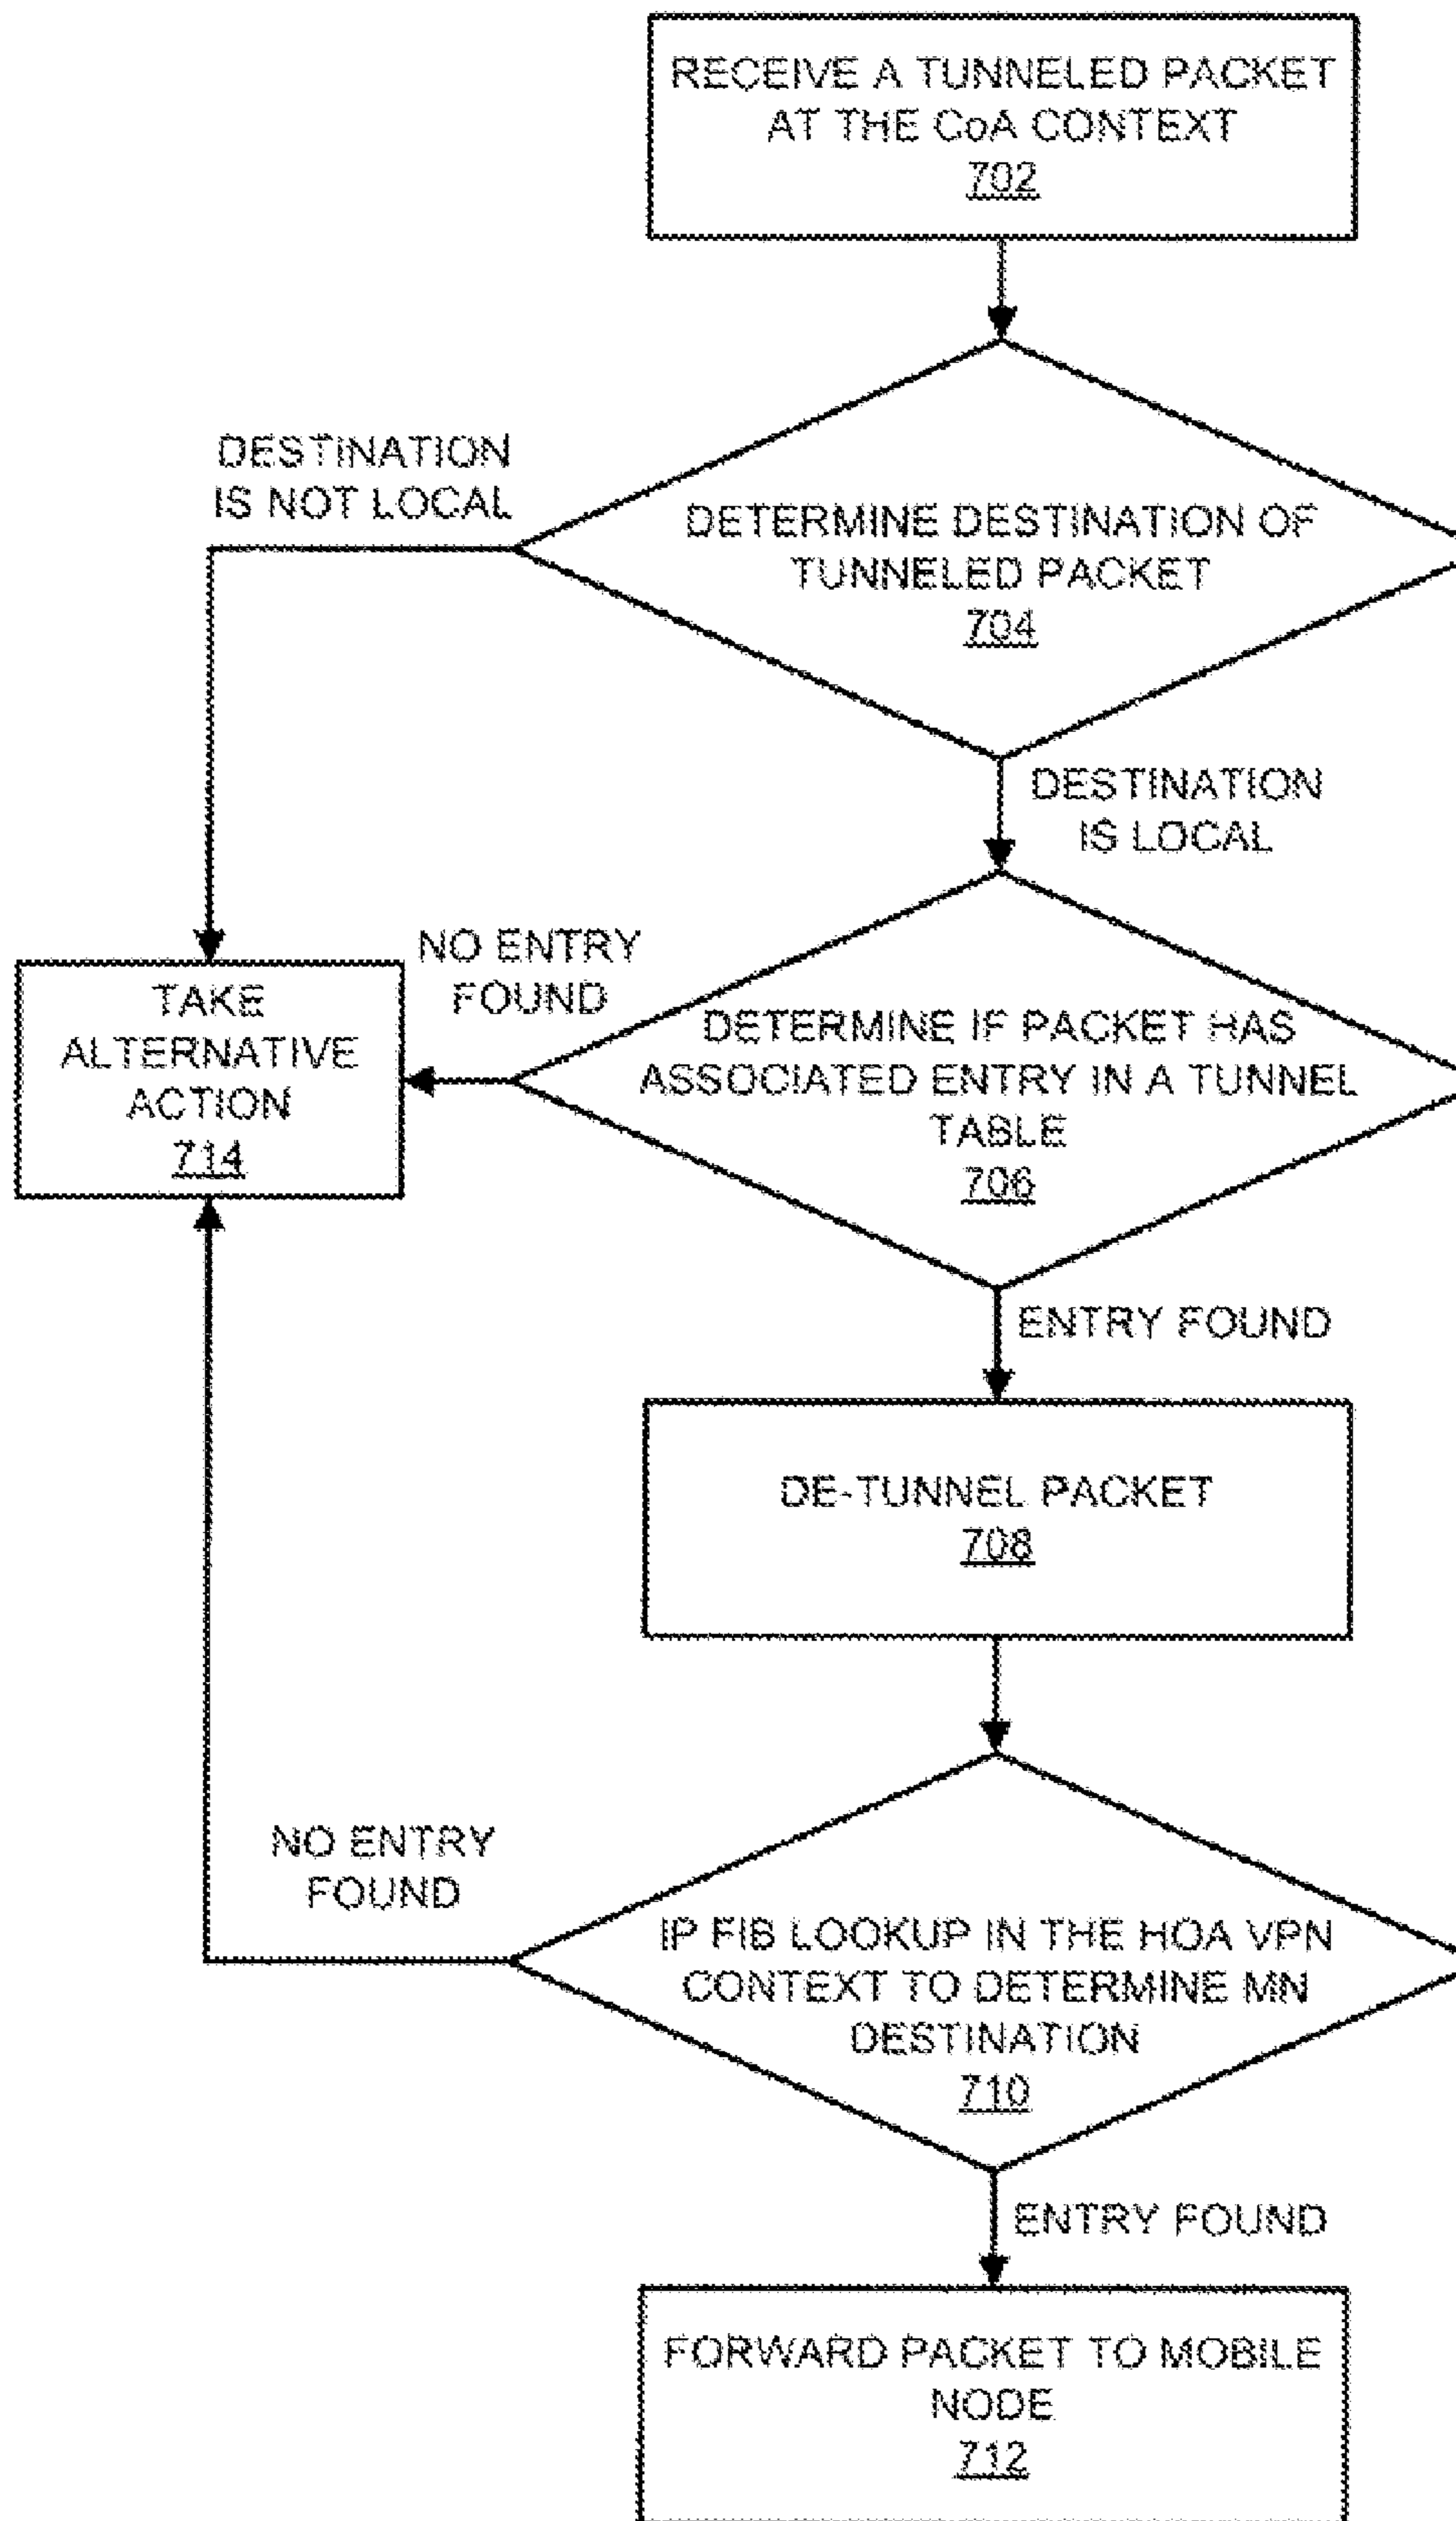 RECEIVE A TUNNELED PACKET
AT THE CoA CONTEXT
702
DESTINATION
IS NOT LOCAL
DETERMINE DESTINATION OF
TUNNELED PACKET
704
DESTINATION
IS LOCAL
NO ENTRY
FOUND
TAKE
ALTERNATIVE
ACTION
714
DETERMINE IF PACKET HAS
ASSOCIATED ENTRY IN A TUNNEL
TABLE
706
ENTRY FOUND
DE-TUNNEL PACKET
708
NO ENTRY
FOUND
IP FIB LOOKUP IN THE HOA VPN
CONTEXT TO DETERMINE MN
DESTINATION
710
ENTRY FOUND
FORWARD PACKET TO MOBILE
NODE
712